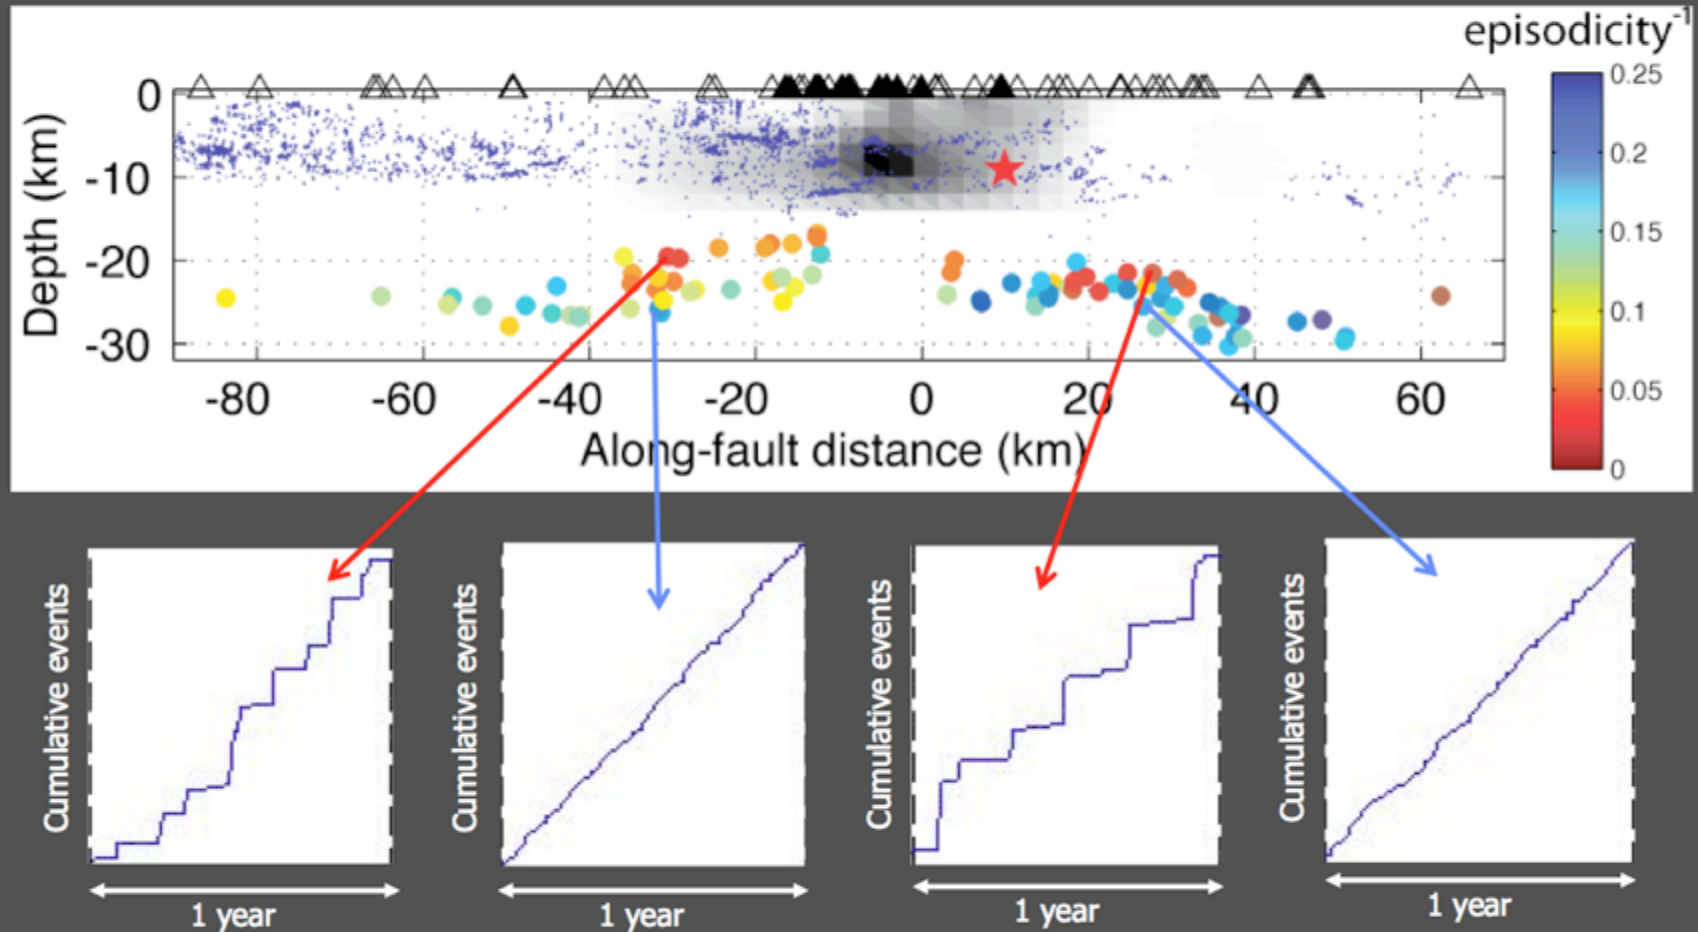 episodicity⁻¹
0
-10
-20
-30
Depth (km)
-80 -60 -40 -20 0 20 40 60
Along-fault distance (km)
0.25
0.2
0.15
0.1
0.05
0
Cumulative events
Cumulative events
Cumulative events
Cumulative events
1 year
1 year
1 year
1 year